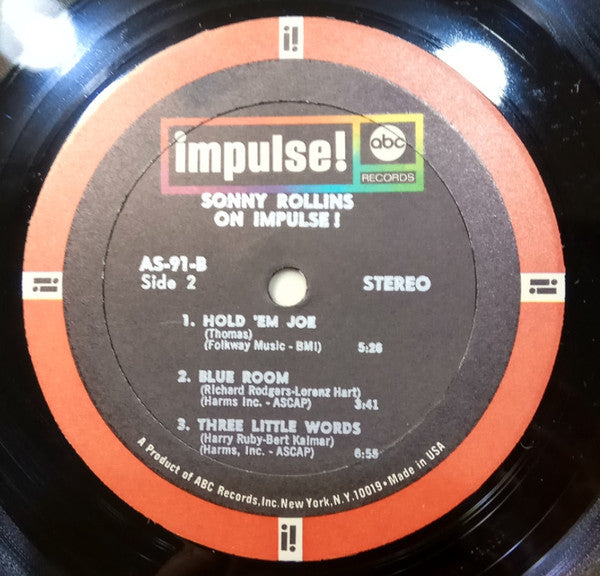 i!
impulse!
abc
RECORDS
SONNY ROLLINS
ON IMPULSE!
AS-91-B
Side 2
STEREO
i!
i!
1. HOLD 'EM JOE
(Thomas)
(Folkway Music - BMI) 5:26
2. BLUE ROOM
(Richard Rodgers-Lorenz Hart)
(Harms Inc. - ASCAP) 3:41
3. THREE LITTLE WORDS
(Harry Ruby-Bert Kalmar)
(Harms, Inc. - ASCAP) 6:58
A Product of ABC Records, Inc. New York, N.Y. 10019 • Made in USA
i!